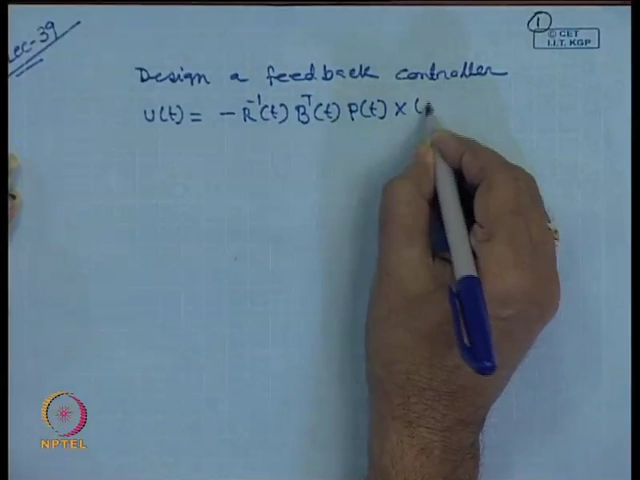 Lec-39
1
© CET
I.I.T. KGP
Design a feedback controller
U(t) = - R⁻¹(t) Bᵀ(t) P(t) X (
NPTEL